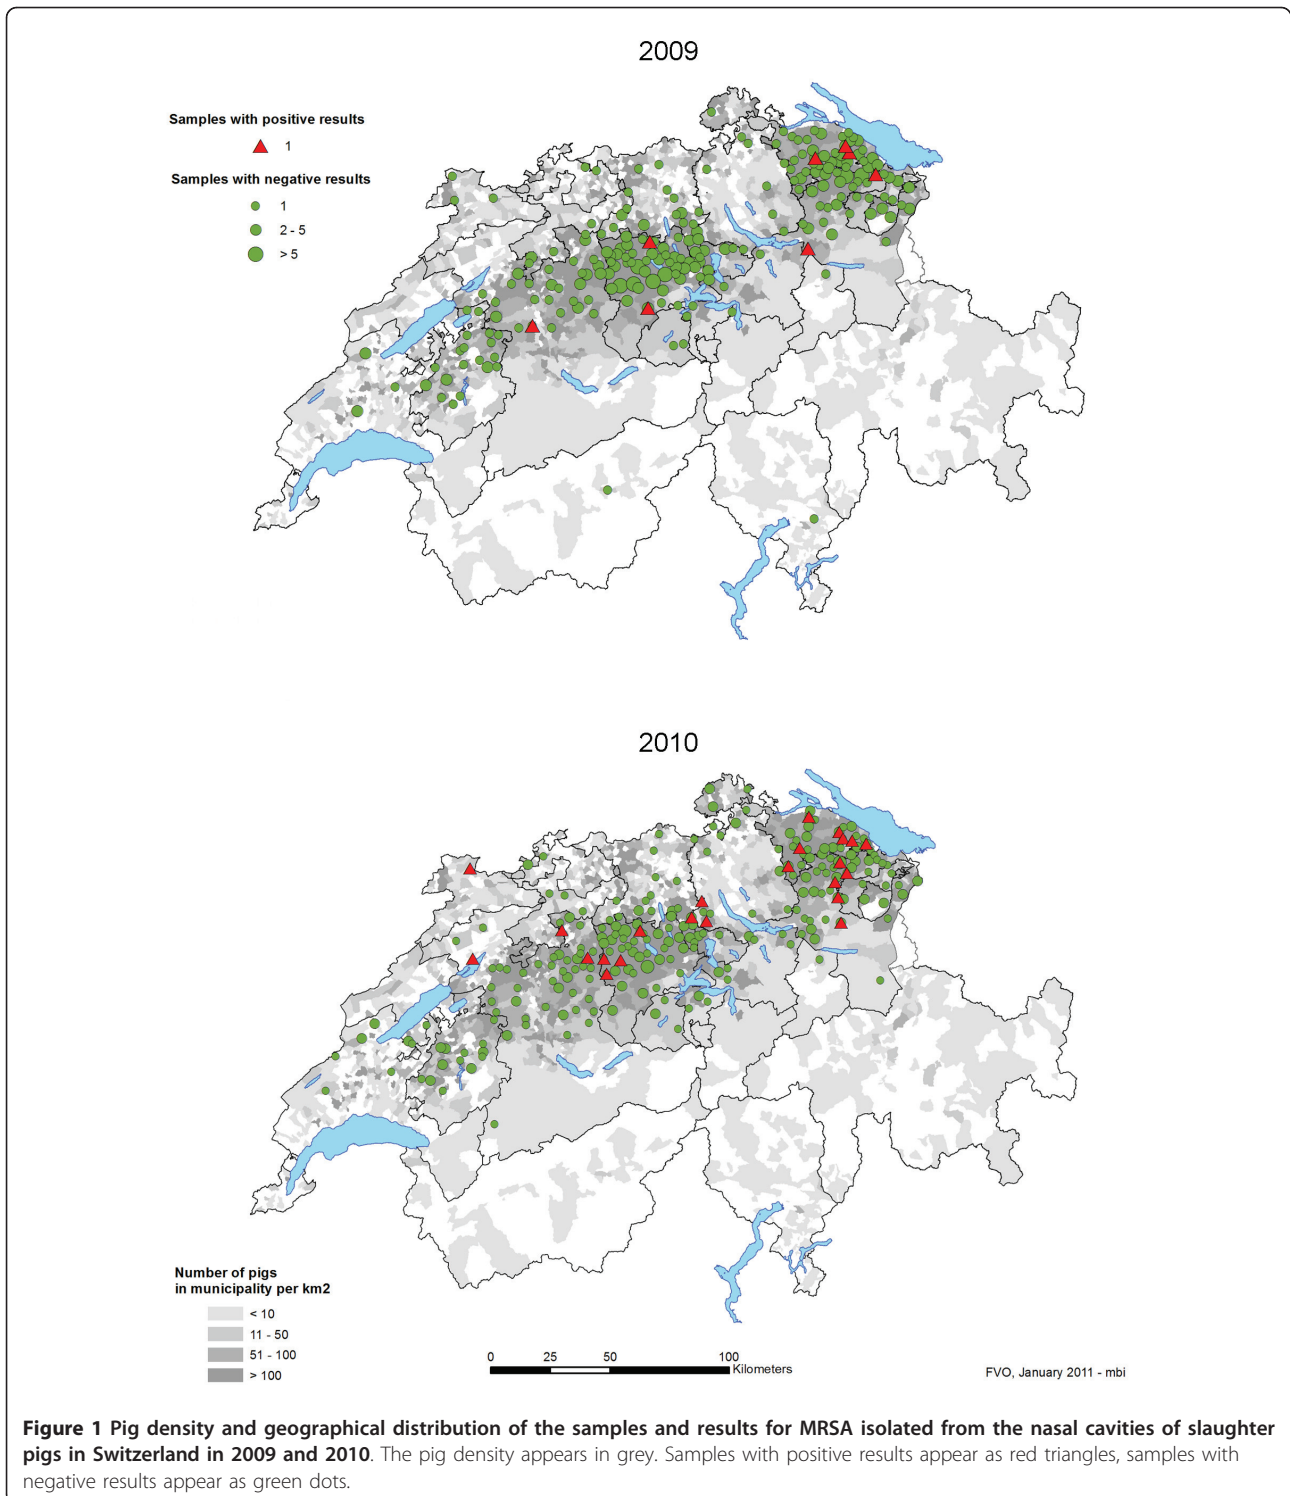 2009
Samples with positive results
1
Samples with negative results
1
2 - 5
> 5
2010
Number of pigs
in municipality per km2
< 10
11 - 50
51 - 100
> 100
0 25 50 100
Kilometers
FVO, January 2011 - mbi
Figure 1 Pig density and geographical distribution of the samples and results for MRSA isolated from the nasal cavities of slaughter
pigs in Switzerland in 2009 and 2010. The pig density appears in grey. Samples with positive results appear as red triangles, samples with
negative results appear as green dots.